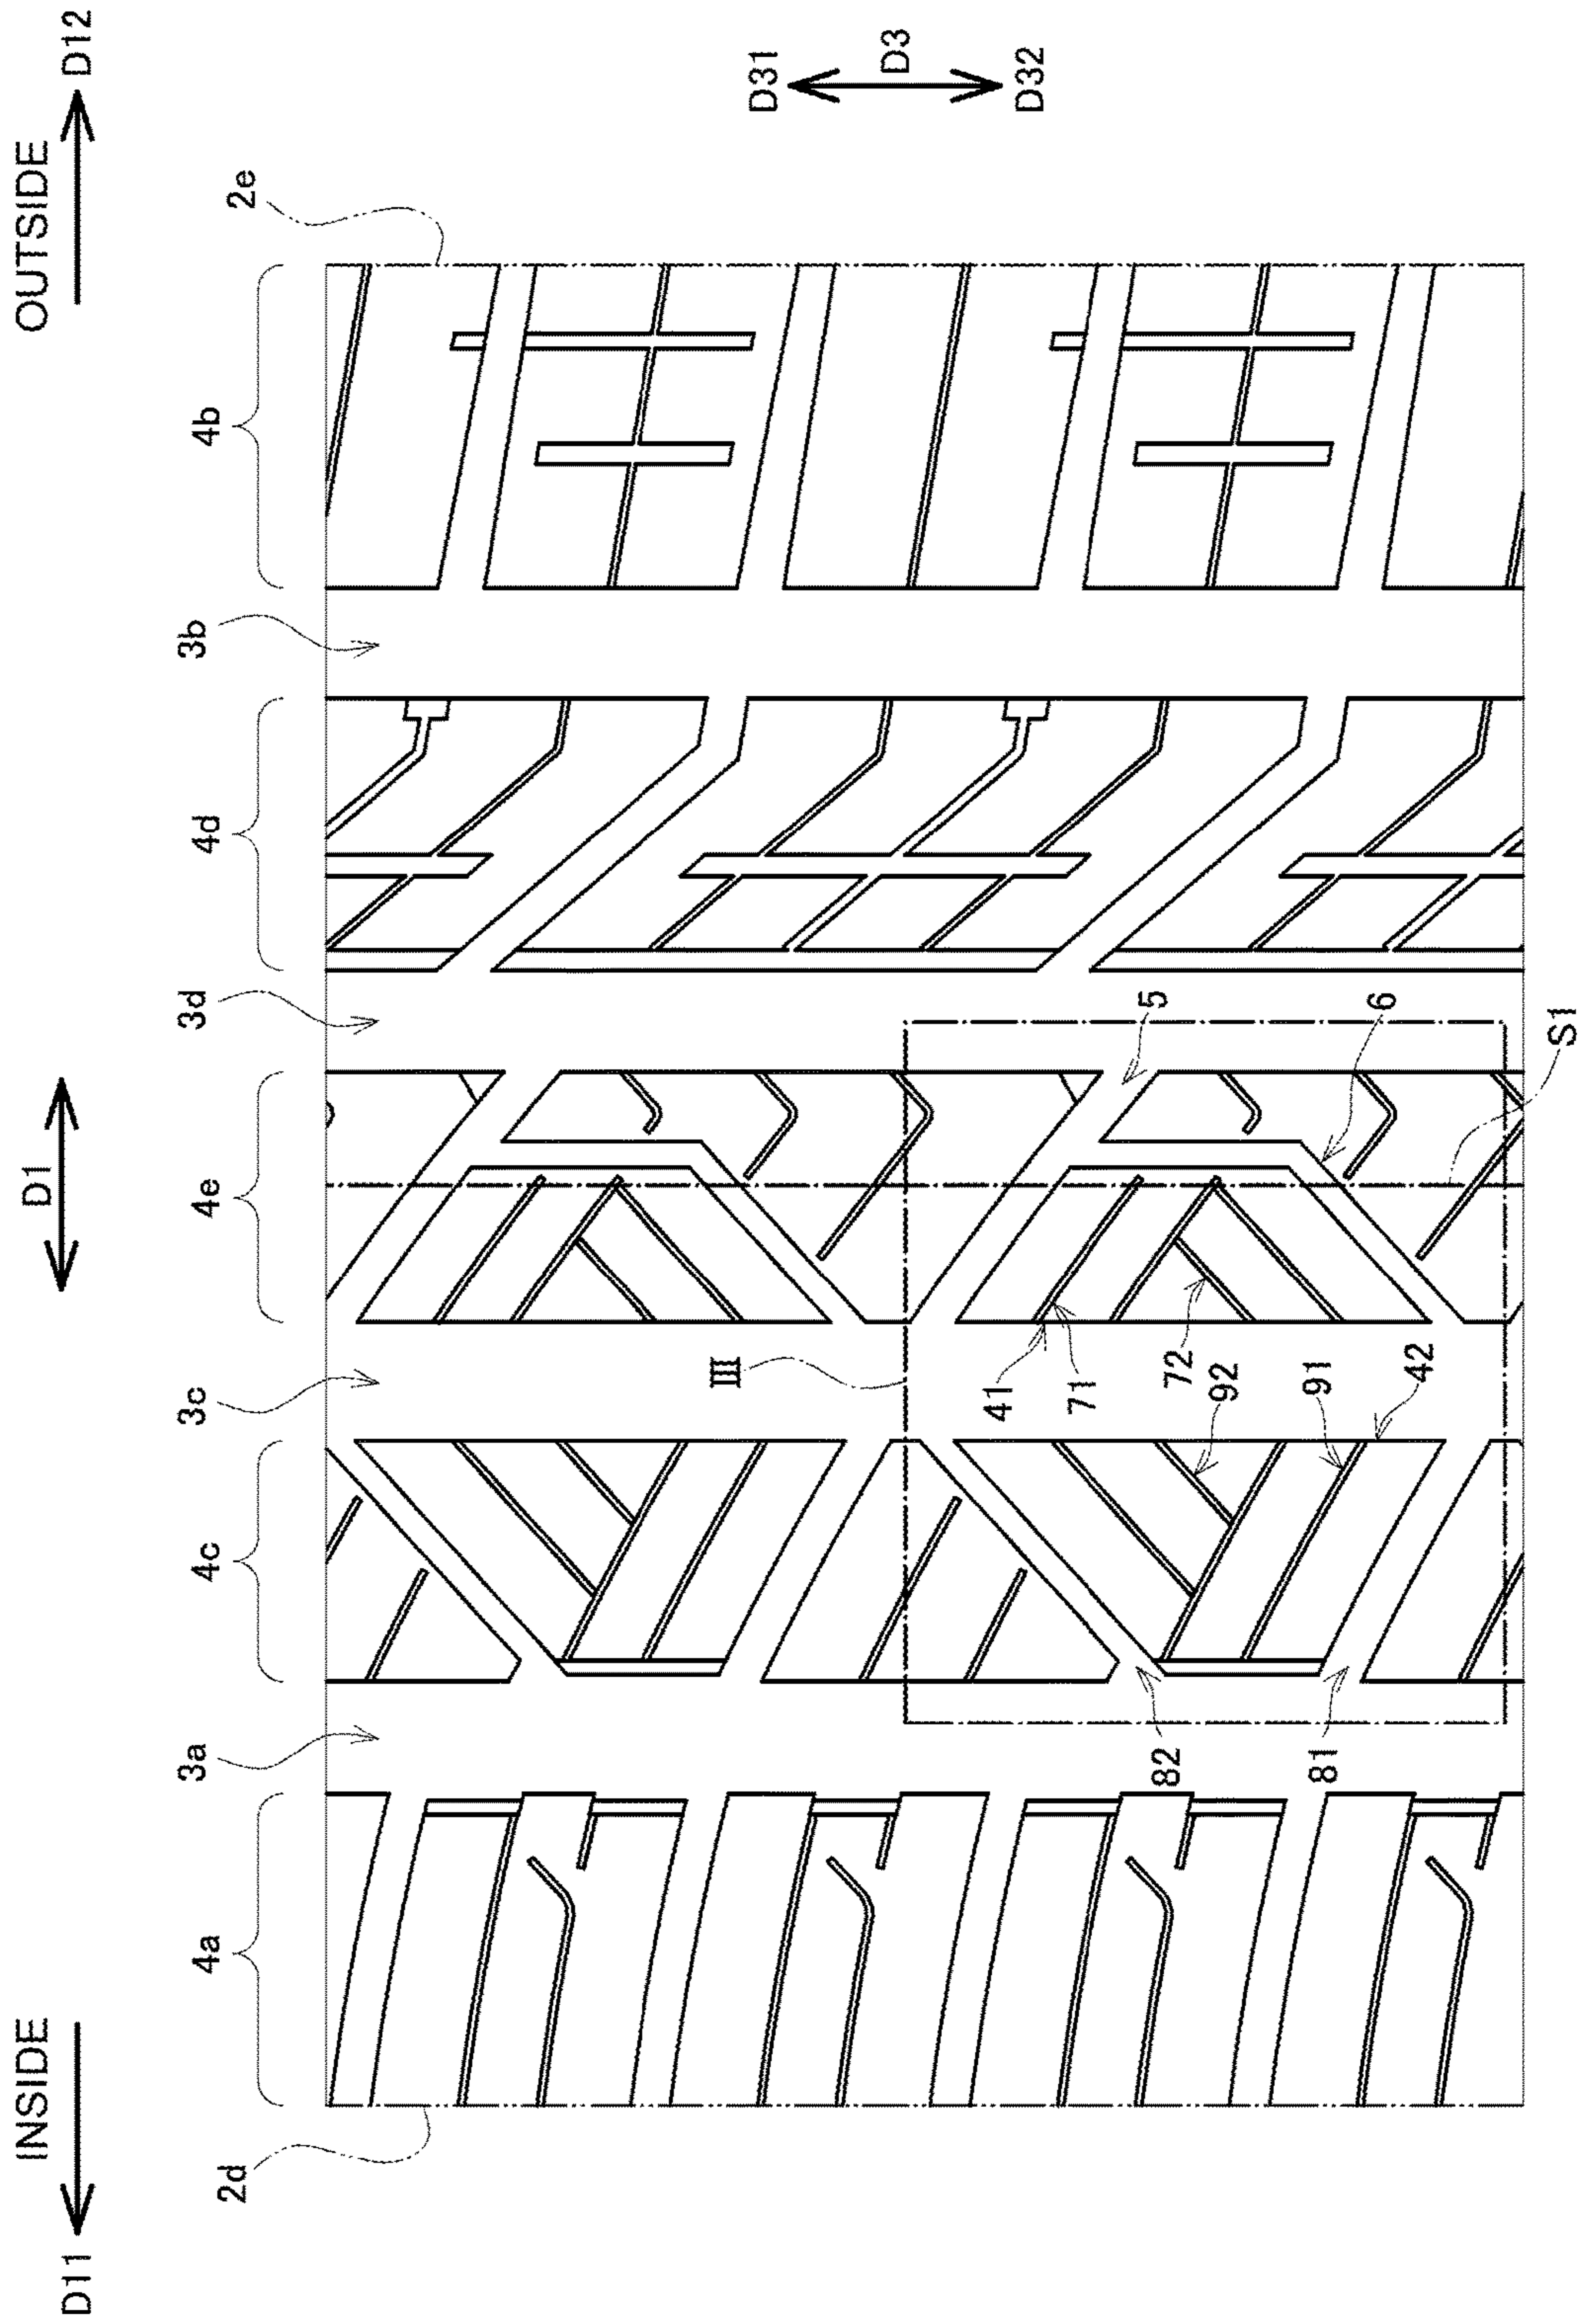 INSIDE
D11
D1
OUTSIDE
D12
4a
3a
4c
3c
4e
3d
4d
3b
4b
2d
2e
III
41
71
72
92
91
42
82
81
5
6
S1
D31
D3
D32